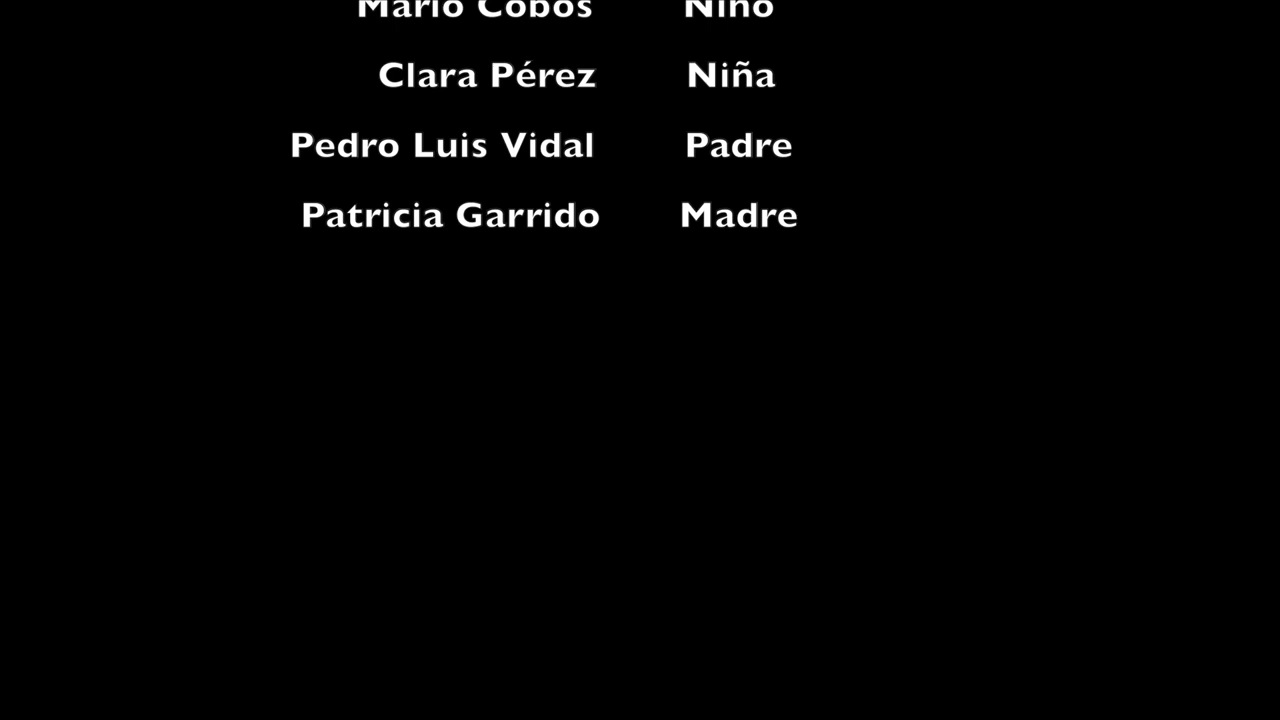 Mario Cobos Niño
Clara Pérez Niña
Pedro Luis Vidal Padre
Patricia Garrido Madre